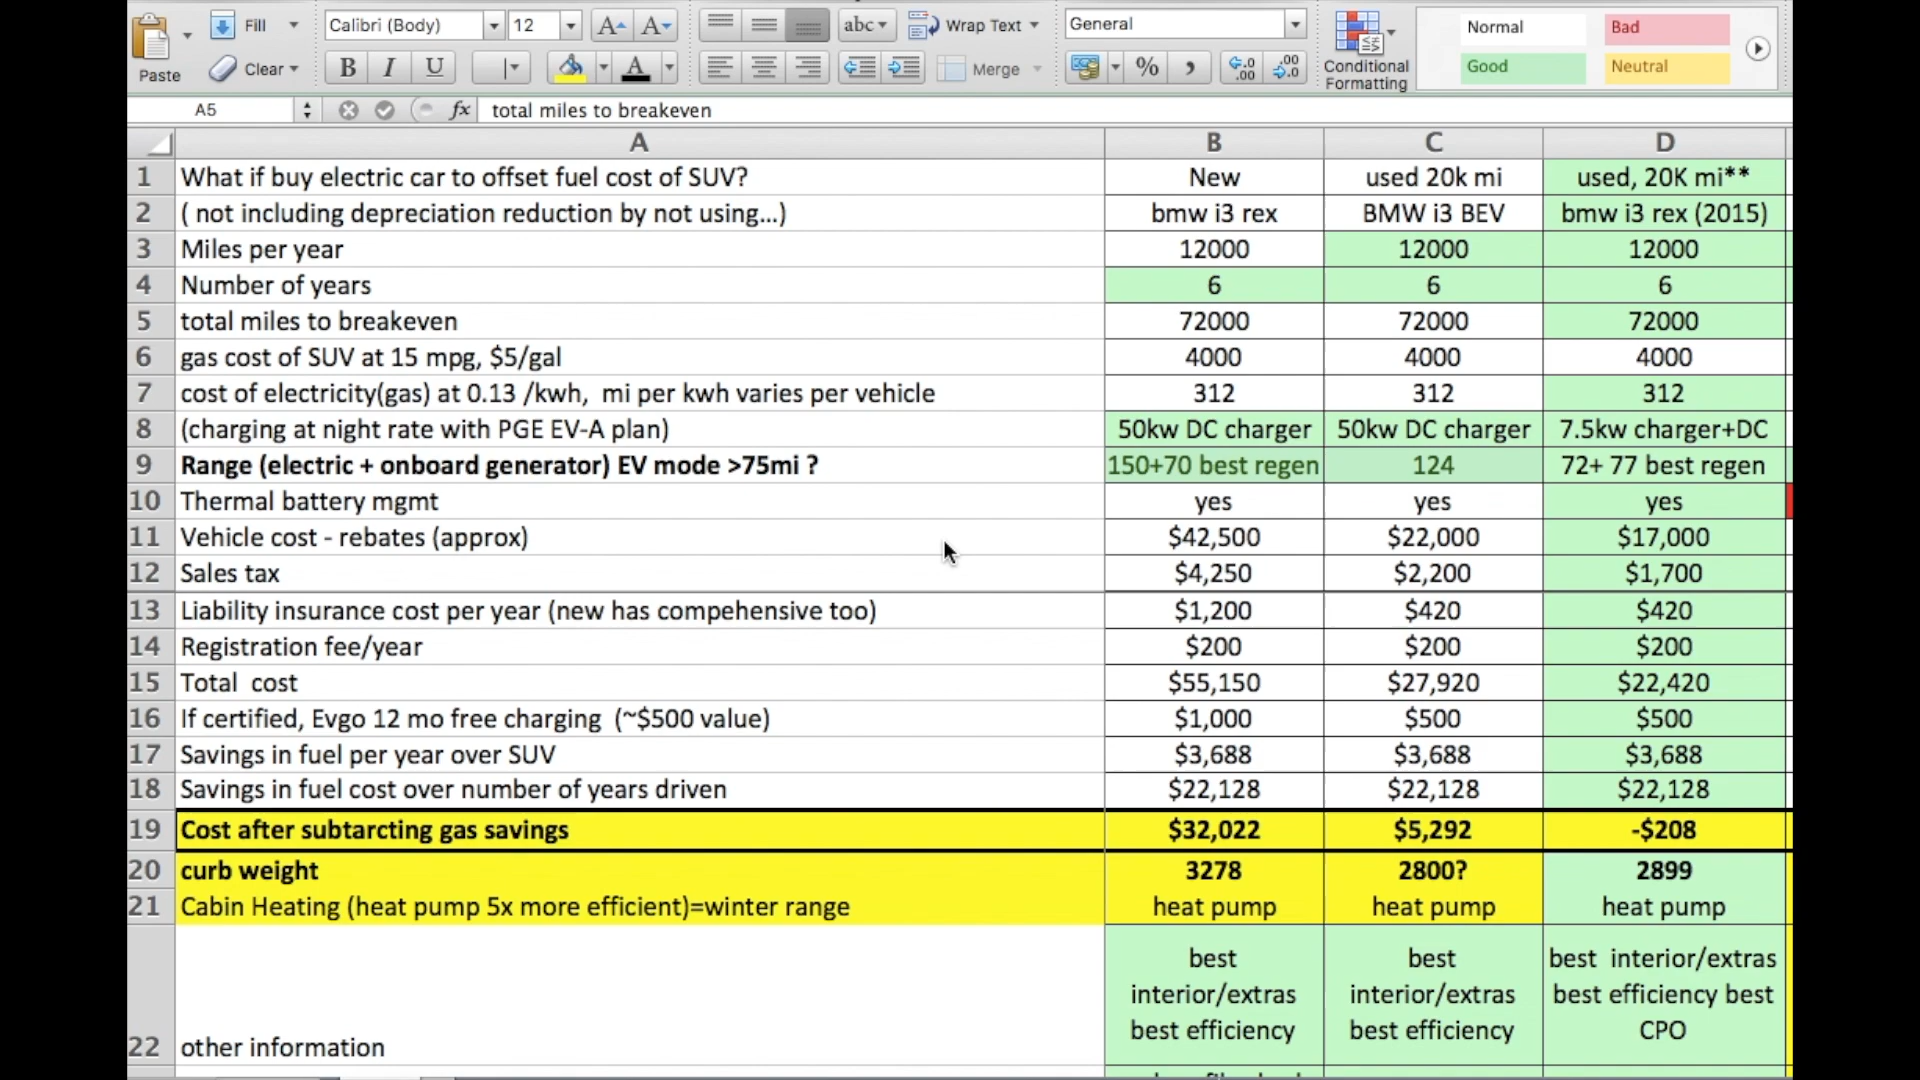 Fill
Calibri (Body) 12 A A abc Wrap Text General
Normal Bad
Paste
Clear
B I U A Merge % , .0 .00 .00 .0
Conditional Formatting
Good Neutral
A5 fx total miles to breakeven
A B C D
1 What if buy electric car to offset fuel cost of SUV? New used 20k mi used, 20K mi**
2 ( not including depreciation reduction by not using...) bmw i3 rex BMW i3 BEV bmw i3 rex (2015)
3 Miles per year 12000 12000 12000
4 Number of years 6 6 6
5 total miles to breakeven 72000 72000 72000
6 gas cost of SUV at 15 mpg, $5/gal 4000 4000 4000
7 cost of electricity(gas) at 0.13 /kwh, mi per kwh varies per vehicle 312 312 312
8 (charging at night rate with PGE EV-A plan) 50kw DC charger 50kw DC charger 7.5kw charger+DC
9 Range (electric + onboard generator) EV mode >75mi ? 150+70 best regen 124 72+ 77 best regen
10 Thermal battery mgmt yes yes yes
11 Vehicle cost - rebates (approx) $42,500 $22,000 $17,000
12 Sales tax $4,250 $2,200 $1,700
13 Liability insurance cost per year (new has compehensive too) $1,200 $420 $420
14 Registration fee/year $200 $200 $200
15 Total cost $55,150 $27,920 $22,420
16 If certified, Evgo 12 mo free charging (~$500 value) $1,000 $500 $500
17 Savings in fuel per year over SUV $3,688 $3,688 $3,688
18 Savings in fuel cost over number of years driven $22,128 $22,128 $22,128
19 Cost after subtarcting gas savings $32,022 $5,292 -$208
20 curb weight 3278 2800? 2899
21 Cabin Heating (heat pump 5x more efficient)=winter range heat pump heat pump heat pump
best best best interior/extras
interior/extras interior/extras best efficiency best
best efficiency best efficiency CPO
22 other information